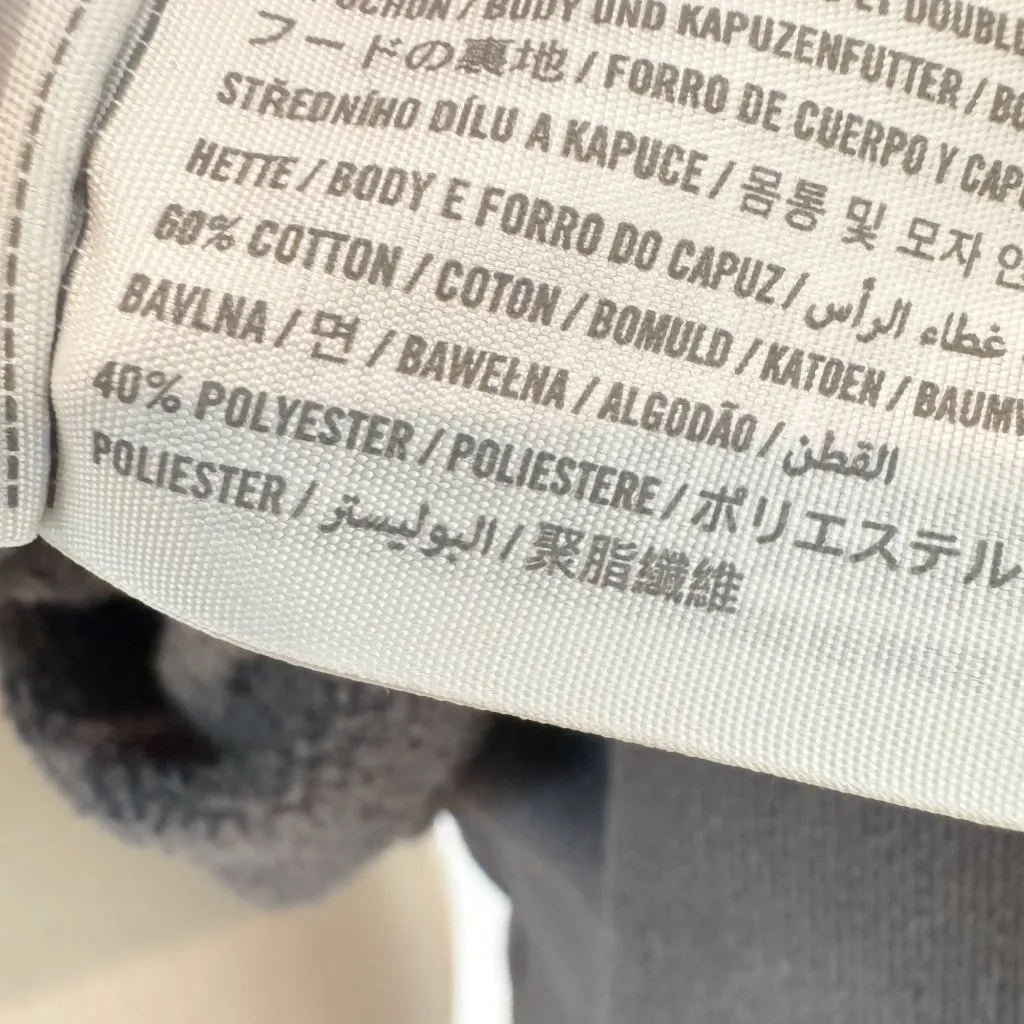 BODY UND KAPUZENFUTTER /
フードの裏地 / FORRO DE CUERPO Y
STŘEDNÍHO DÍLU A KAPUCE / 몸통 및 모자
HETTE / BODY E FORRO DO CAPUZ / غطاء الرأس
60% COTTON / COTON / BOMULD / KATOEN /
BAVLNA / 면 / BAWEŁNA / ALGODÃO / القطن
40% POLYESTER / POLIESTERE / ポリエステル
POLIESTER / البوليستر / 聚脂纖維